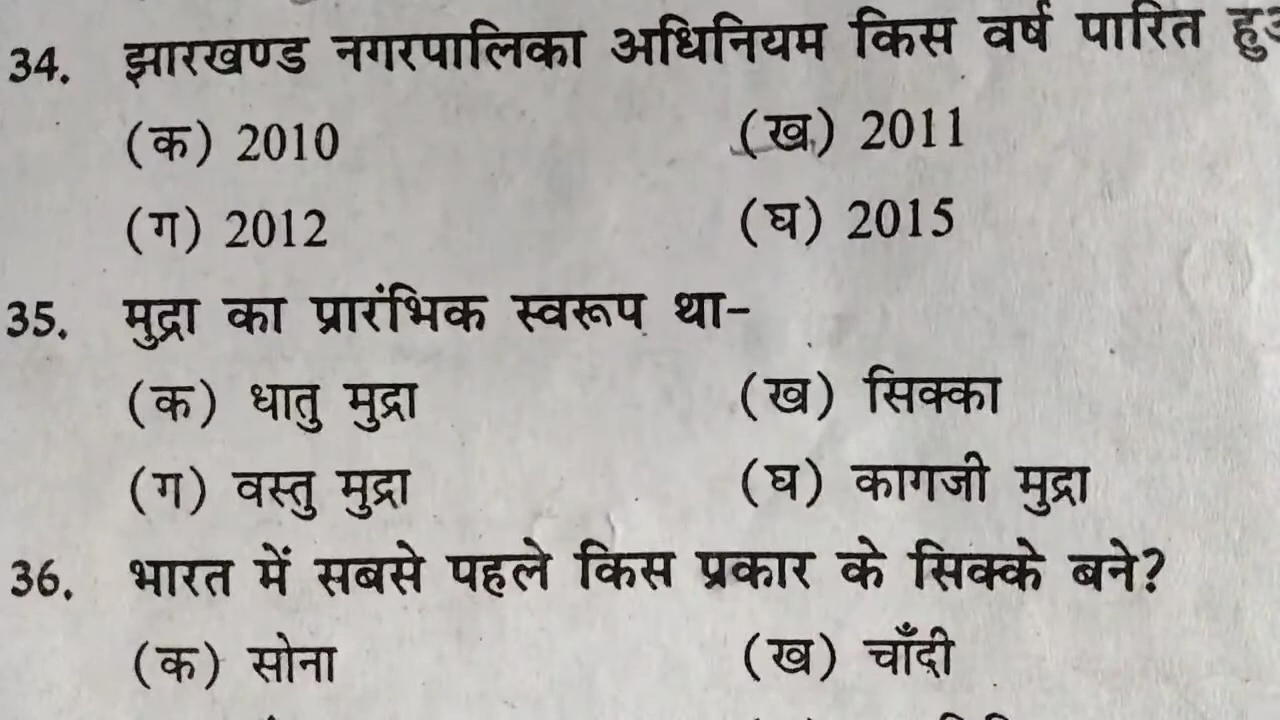 34. झारखण्ड नगरपालिका अधिनियम किस वर्ष पारित
(क) 2010 (ख) 2011
(ग) 2012 (घ) 2015
35. मुद्रा का प्रारंभिक स्वरूप था-
(क) धातु मुद्रा (ख) सिक्का
(ग) वस्तु मुद्रा (घ) कागजी मुद्रा
36. भारत में सबसे पहले किस प्रकार के सिक्के बने?
(क) सोना (ख) चाँदी